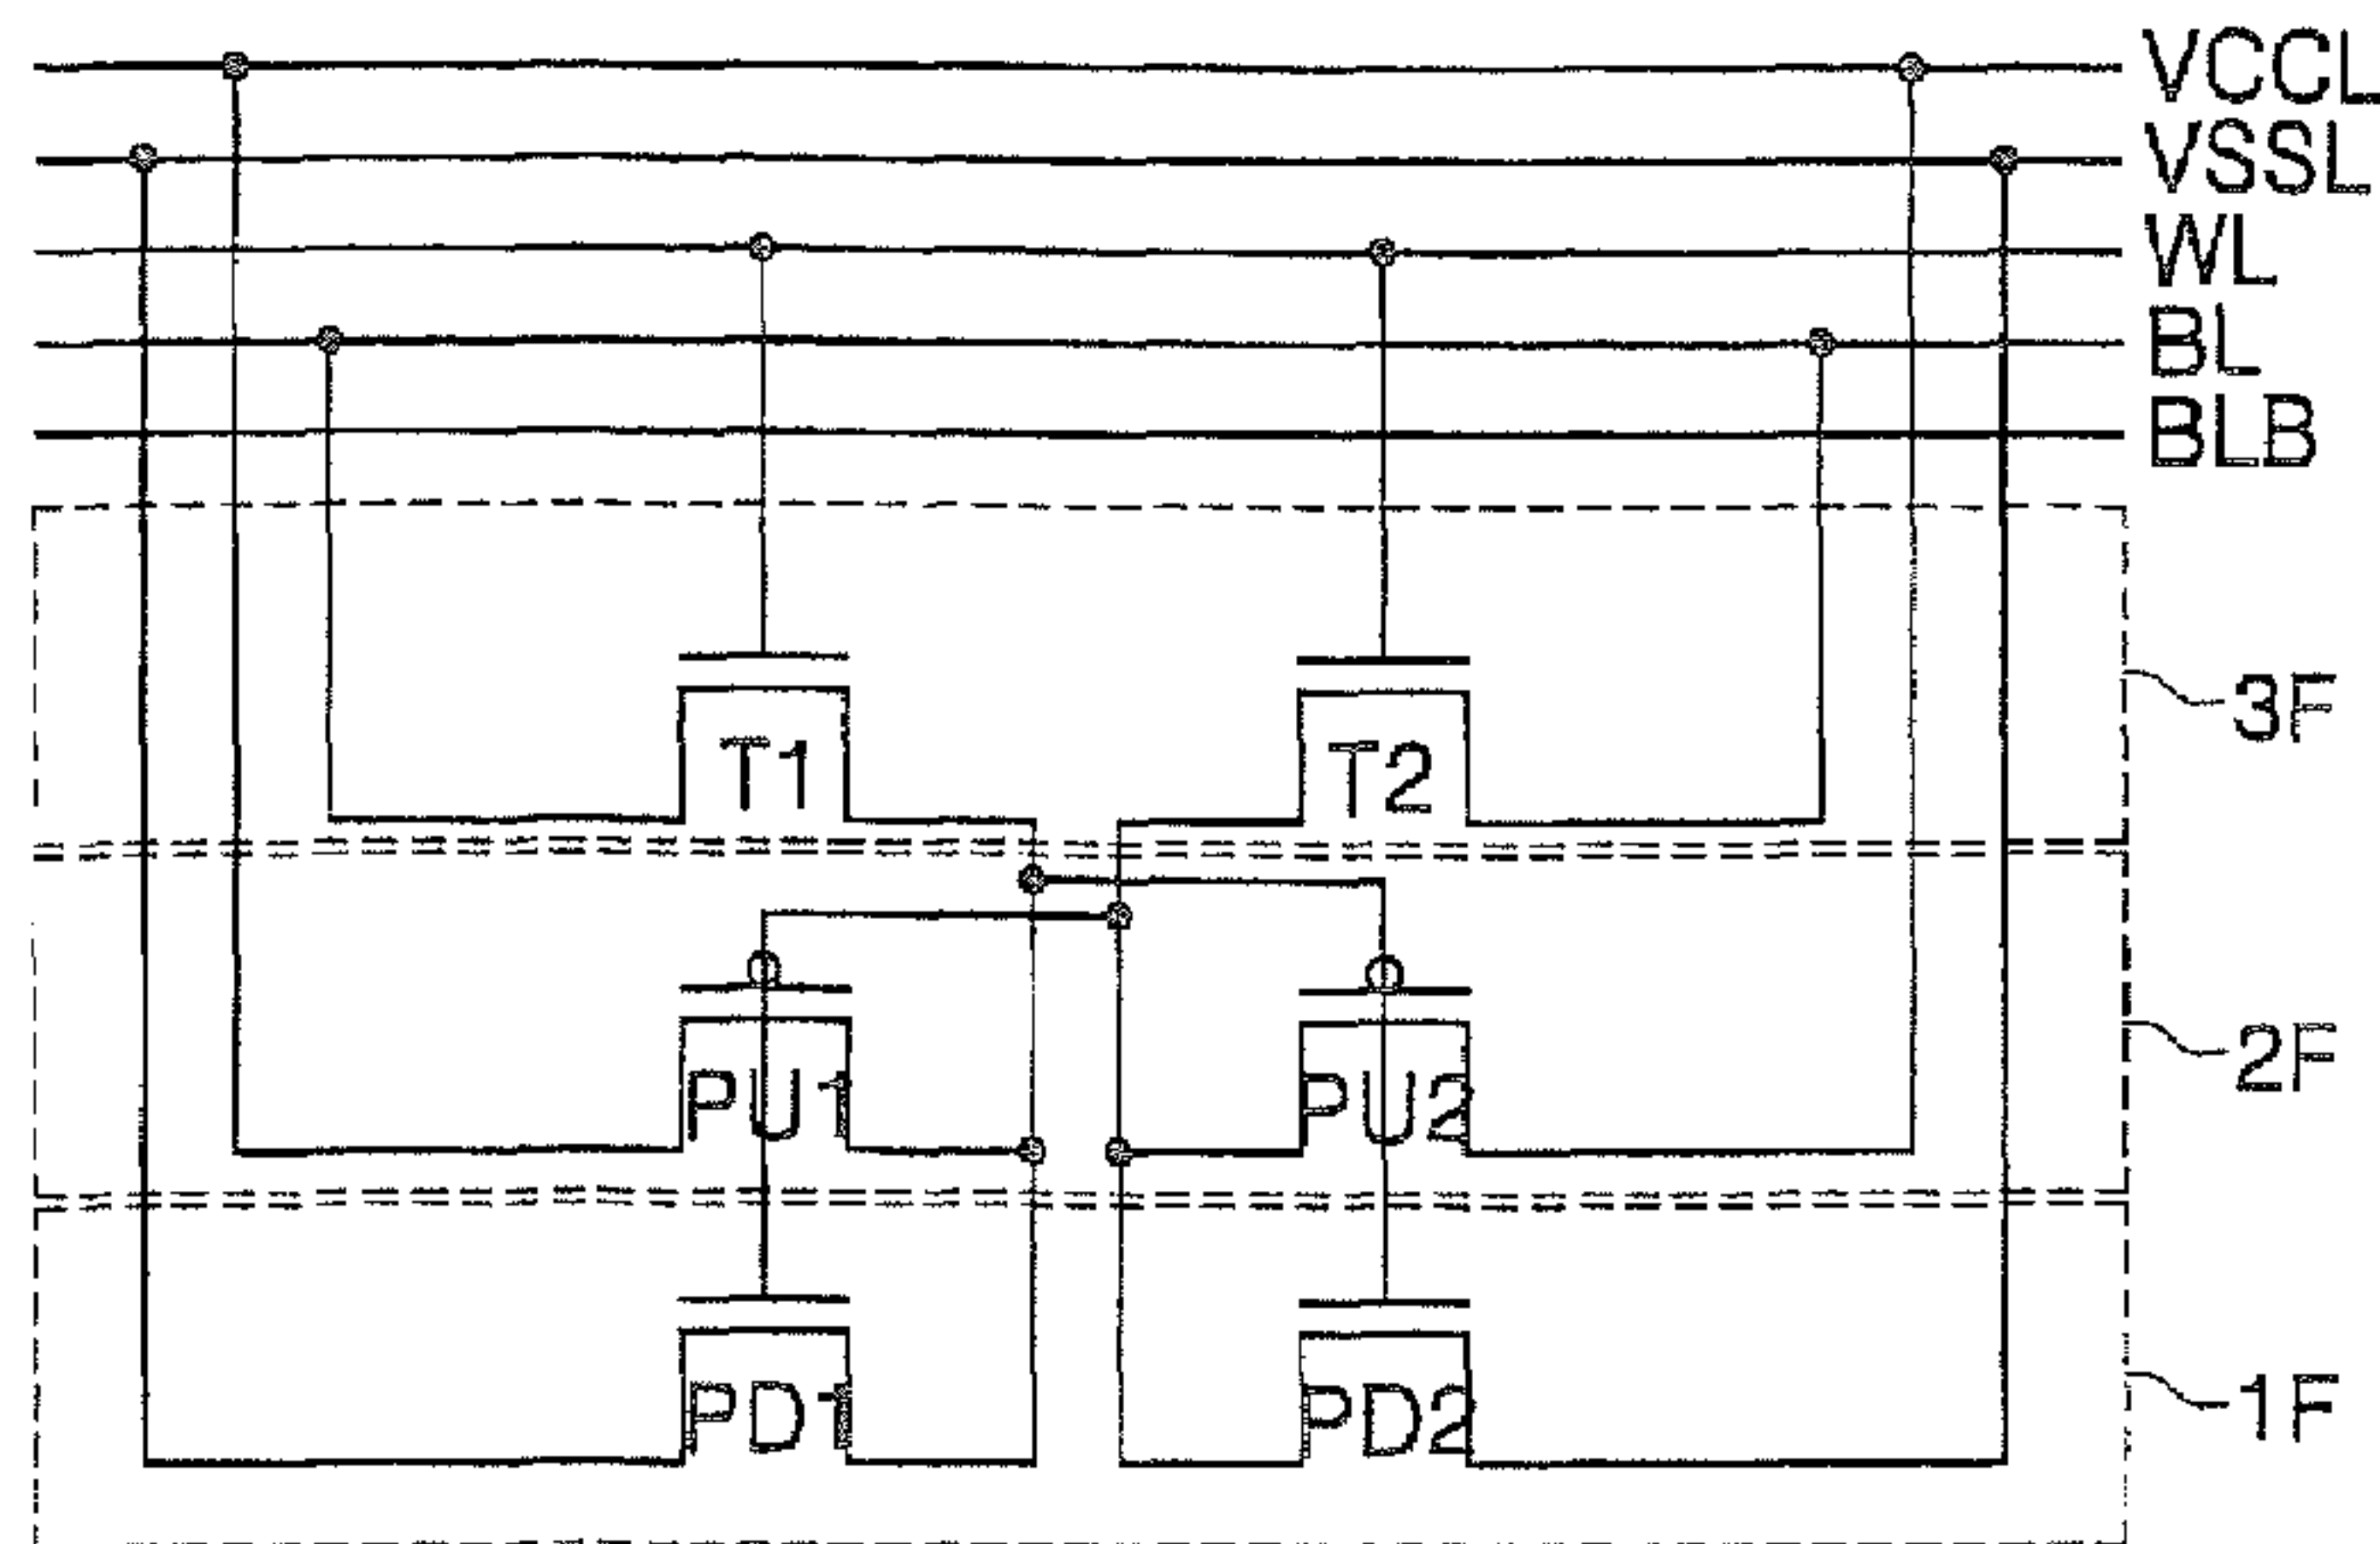 VCCL
VSSL
WL
BL
BLB
3F
T1 T2
2F
PU1 PU2
1F
PD1 PD2